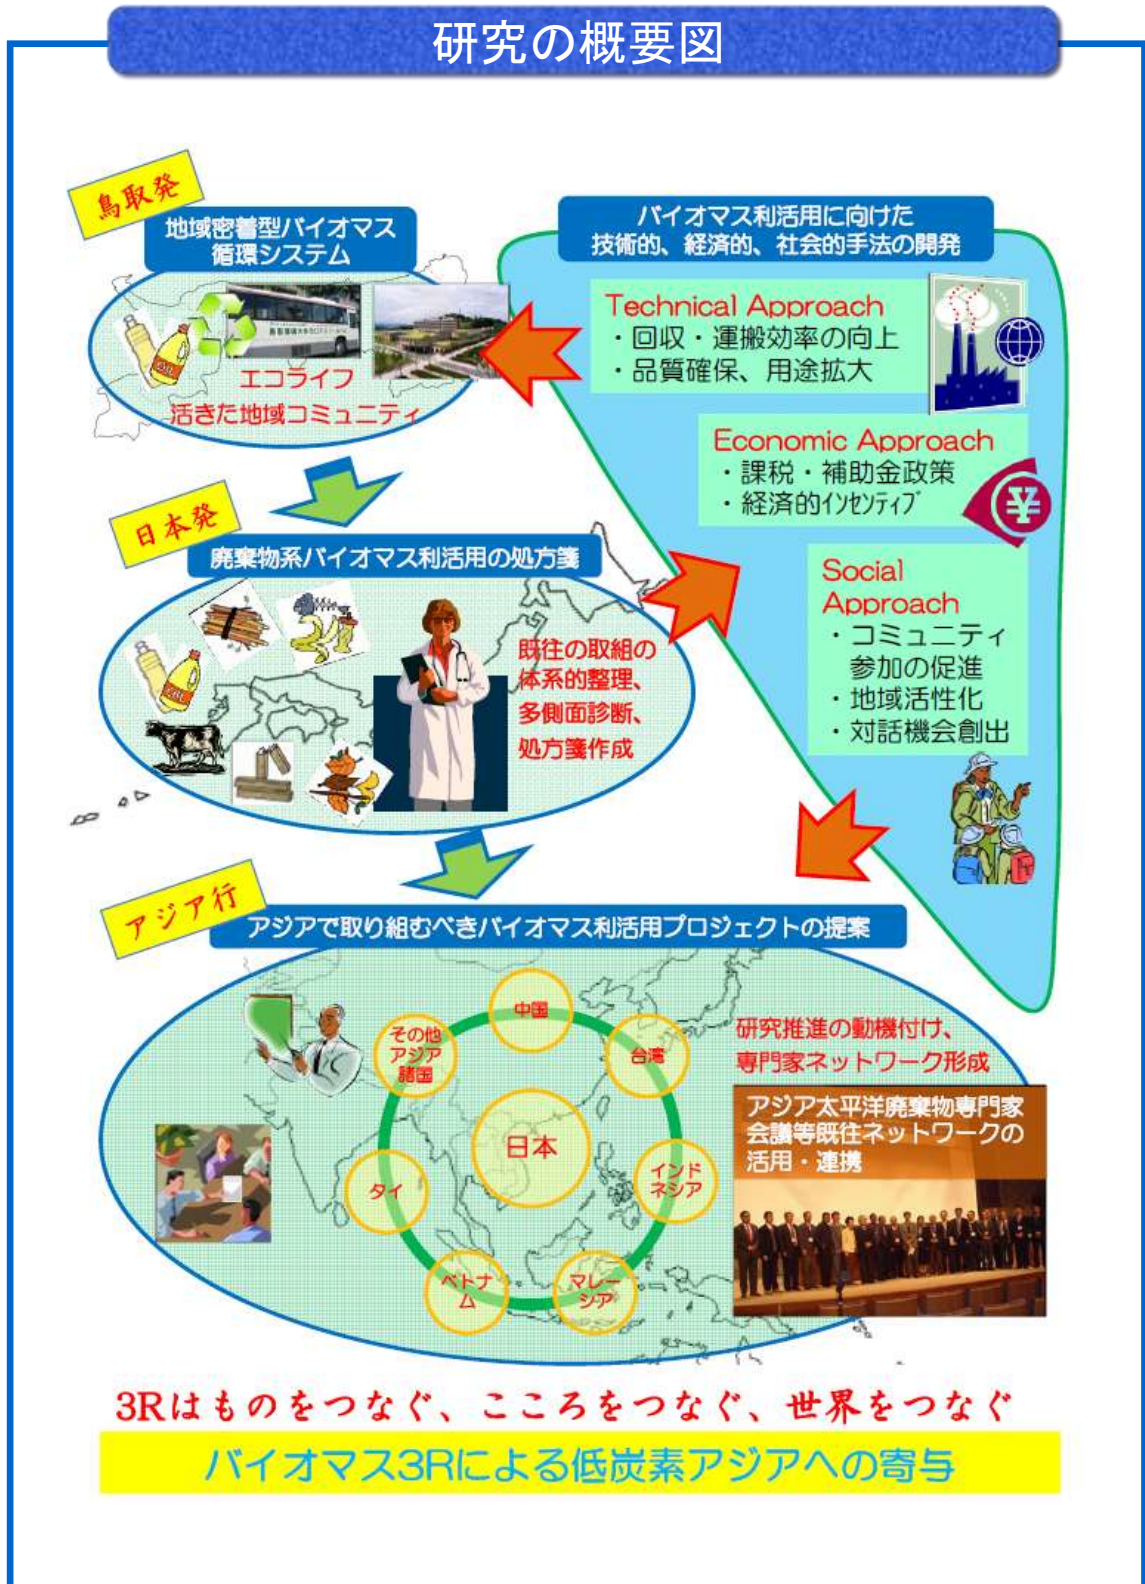 研究の概要図
鳥取発
地域密着型バイオマス
循環システム
エコライフ
活きた地域コミュニティ
バイオマス利活用に向けた
技術的、経済的、社会的手法の開発
Technical Approach
・回収・運搬効率の向上
・品質確保、用途拡大
Economic Approach
・課税・補助金政策
・経済的ｲﾝｾﾝﾃｨﾌﾞ
¥
Social
Approach
・コミュニティ
参加の促進
・地域活性化
・対話機会創出
日本発
廃棄物系バイオマス利活用の処方箋
既往の取組の
体系的整理、
多側面診断、
処方箋作成
アジア行
アジアで取り組むべきバイオマス利活用プロジェクトの提案
中国
その他
アジア
諸国
台湾
日本
タイ
インド
ネシア
ベトナ
ム
マレー
シア
研究推進の動機付け、
専門家ネットワーク形成
アジア太平洋廃棄物専門家
会議等既往ネットワークの
活用・連携
3Rはものをつなぐ、こころをつなぐ、世界をつなぐ
バイオマス3Rによる低炭素アジアへの寄与